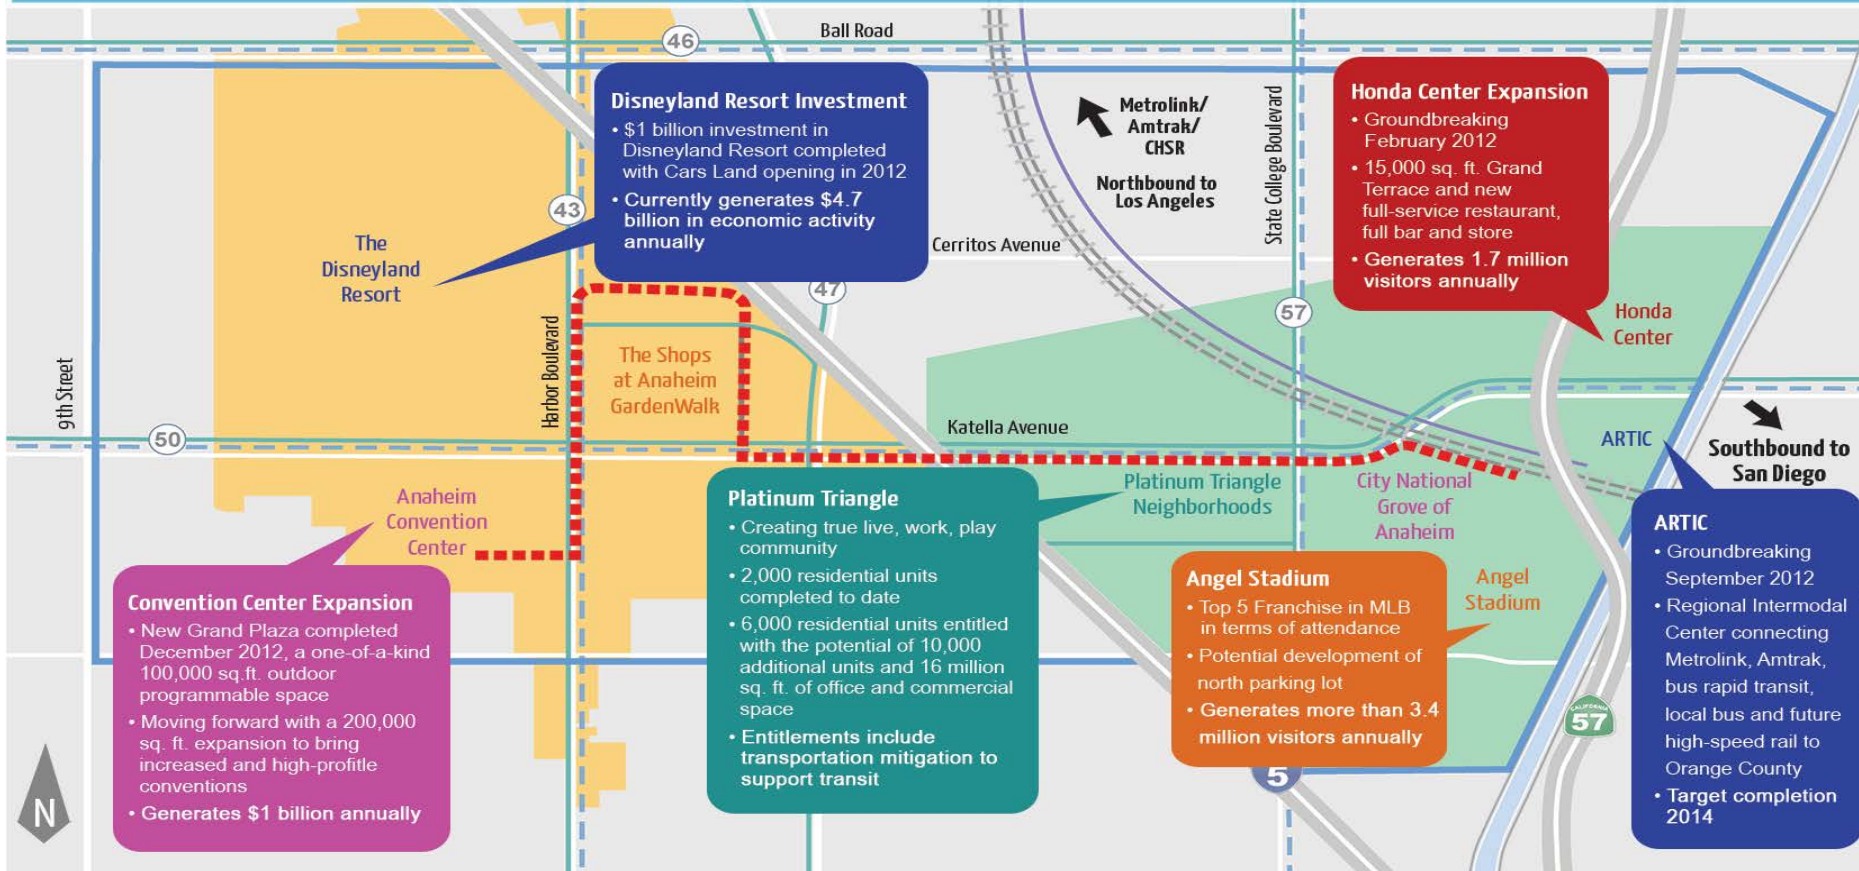 46
Ball Road
Disneyland Resort Investment
• $1 billion investment in
Disneyland Resort completed
with Cars Land opening in 2012
• Currently generates $4.7
billion in economic activity
annually
Metrolink/
Amtrak/
CHSR
Northbound to
Los Angeles
State College Boulevard
Honda Center Expansion
• Groundbreaking
February 2012
• 15,000 sq. ft. Grand
Terrace and new
full-service restaurant,
full bar and store
• Generates 1.7 million
visitors annually
43
The
Disneyland
Resort
Cerritos Avenue
47
57
Honda
Center
9th Street
Harbor Boulevard
The Shops
at Anaheim
GardenWalk
50
Katella Avenue
ARTIC
Southbound to
San Diego
Anaheim
Convention
Center
Platinum Triangle
Neighborhoods
City National
Grove of
Anaheim
Platinum Triangle
• Creating true live, work, play
community
• 2,000 residential units
completed to date
• 6,000 residential units entitled
with the potential of 10,000
additional units and 16 million
sq. ft. of office and commercial
space
• Entitlements include
transportation mitigation to
support transit
ARTIC
• Groundbreaking
September 2012
• Regional Intermodal
Center connecting
Metrolink, Amtrak,
bus rapid transit,
local bus and future
high-speed rail to
Orange County
• Target completion
2014
Convention Center Expansion
• New Grand Plaza completed
December 2012, a one-of-a-kind
100,000 sq.ft. outdoor
programmable space
• Moving forward with a 200,000
sq. ft. expansion to bring
increased and high-profitle
conventions
• Generates $1 billion annually
Angel Stadium
• Top 5 Franchise in MLB
in terms of attendance
• Potential development of
north parking lot
• Generates more than 3.4
million visitors annually
Angel
Stadium
CALIFORNIA
57
5
N